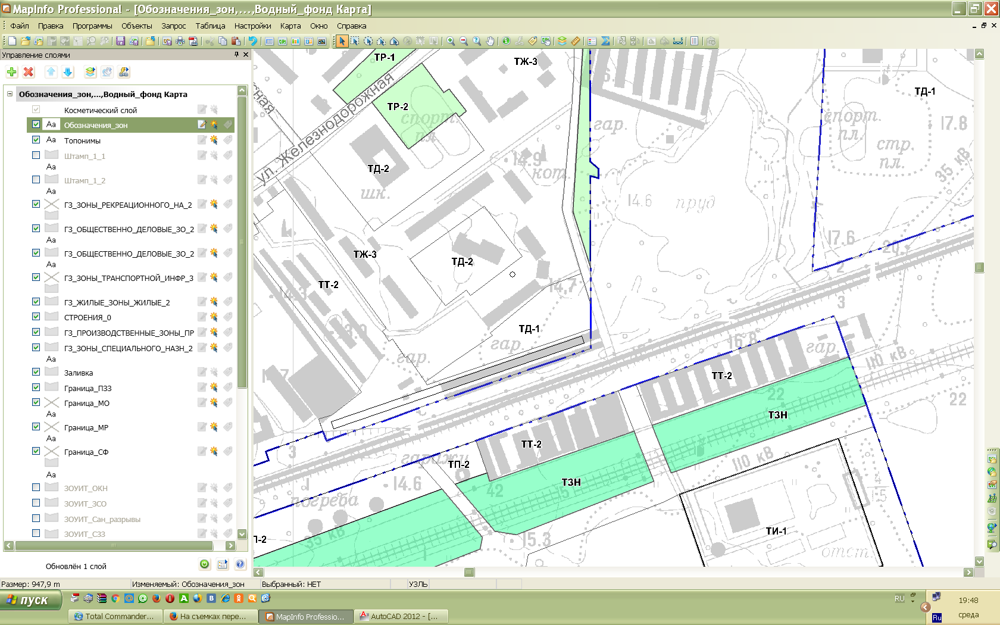 MapInfo Professional - [Обозначения_зон,...,Водный_фонд Карта]
Файл Правка Программы Объекты Запрос Таблица Настройки Карта Окно Справка
Управление слоями
Обозначения_зон,...,Водный_фонд Карта
Косметический слой
Aa Обозначения_зон
Aa Топонимы
Штамп_1_1
Aa
Штамп_1_2
Aa
ГЗ_ЗОНЫ_РЕКРЕАЦИОННОГО_НА_2
ГЗ_ОБЩЕСТВЕННО_ДЕЛОВЫЕ_ЗО_2
Aa
ГЗ_ОБЩЕСТВЕННО_ДЕЛОВЫЕ_ЗО_2
Aa
ГЗ_ЗОНЫ_ТРАНСПОРТНОЙ_ИНФР_3
ГЗ_ЖИЛЫЕ_ЗОНЫ_ЖИЛЫЕ_2
СТРОЕНИЯ_0
ГЗ_ПРОИЗВОДСТВЕННЫЕ_ЗОНЫ_ПР
ГЗ_ЗОНЫ_СПЕЦИАЛЬНОГО_НАЗН_2
Aa
Заливка
Граница_ПЗЗ
Граница_МО
Aa
Граница_МР
Aa
Граница_СФ
Aa
ЗОУИТ_ОКН
ЗОУИТ_ЗСО
ЗОУИТ_Сан_разрывы
ЗОУИТ_СЗЗ
Обновлён 1 слой
ТР-1
ТЖ-3
ТД-1
ул. Железнодорожная
ТР-2
спорт.
пл.
гар.
спорт.
пл.
17.8
стр.
пл.
35 кВ
ТД-2
шк.
14.9
кот.
14.6
пруд
17.6
ТЖ-3
ТД-2
2
ТТ-2
14.7
3
ТД-1
гар.
гар.
16.8
гар.
110 кВ
ТТ-2
22
22
ТЗН
3
ТТ-2
гаражи
ТП-2
110 кВ
14.6
ТЗН
42
погреба
ТИ-1
П-2
35 кВ
15.3
отст.
Размер: 947,9 m Изменяемый: Обозначения_зон Выбранный: НЕТ УЗЛЬ
пуск
RU
19:48
среда
Ru
Total Commander... На съемках пере... MapInfo Professio... AutoCAD 2012 - [...